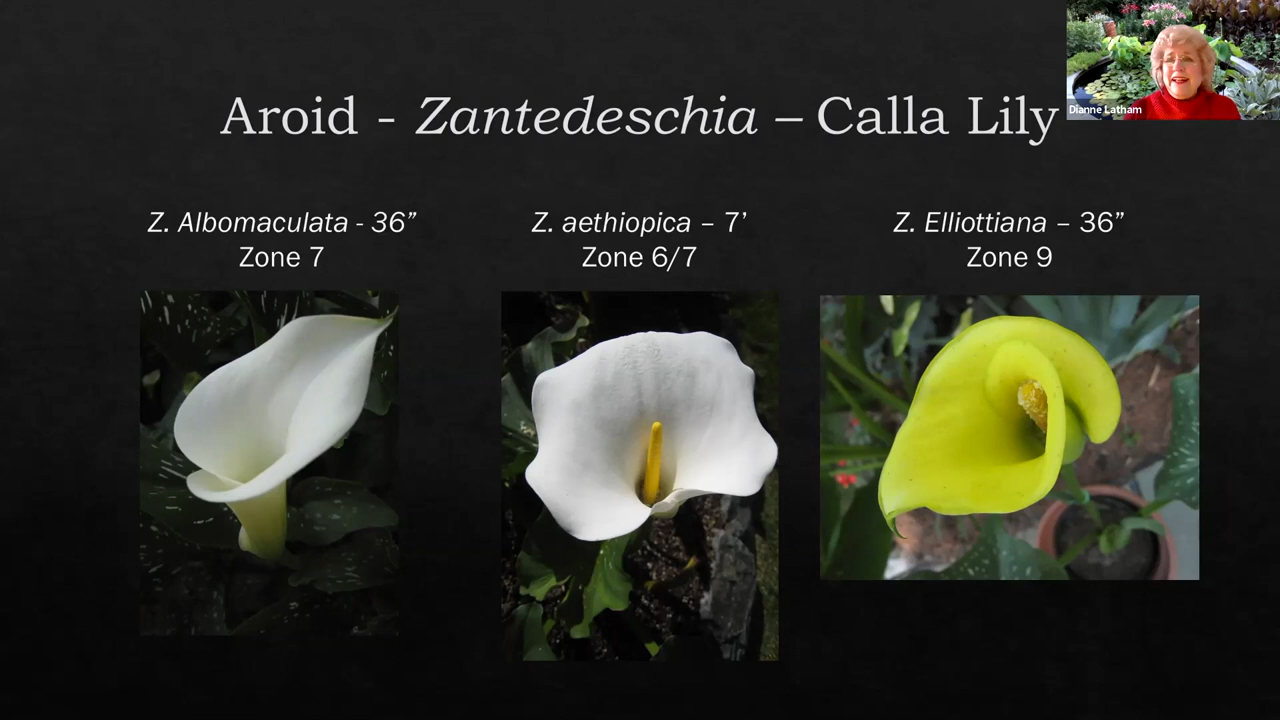 Aroid - Zantedeschia – Calla Lily
Dianne Latham
Z. Albomaculata - 36”
Zone 7
Z. aethiopica – 7’
Zone 6/7
Z. Elliottiana – 36”
Zone 9